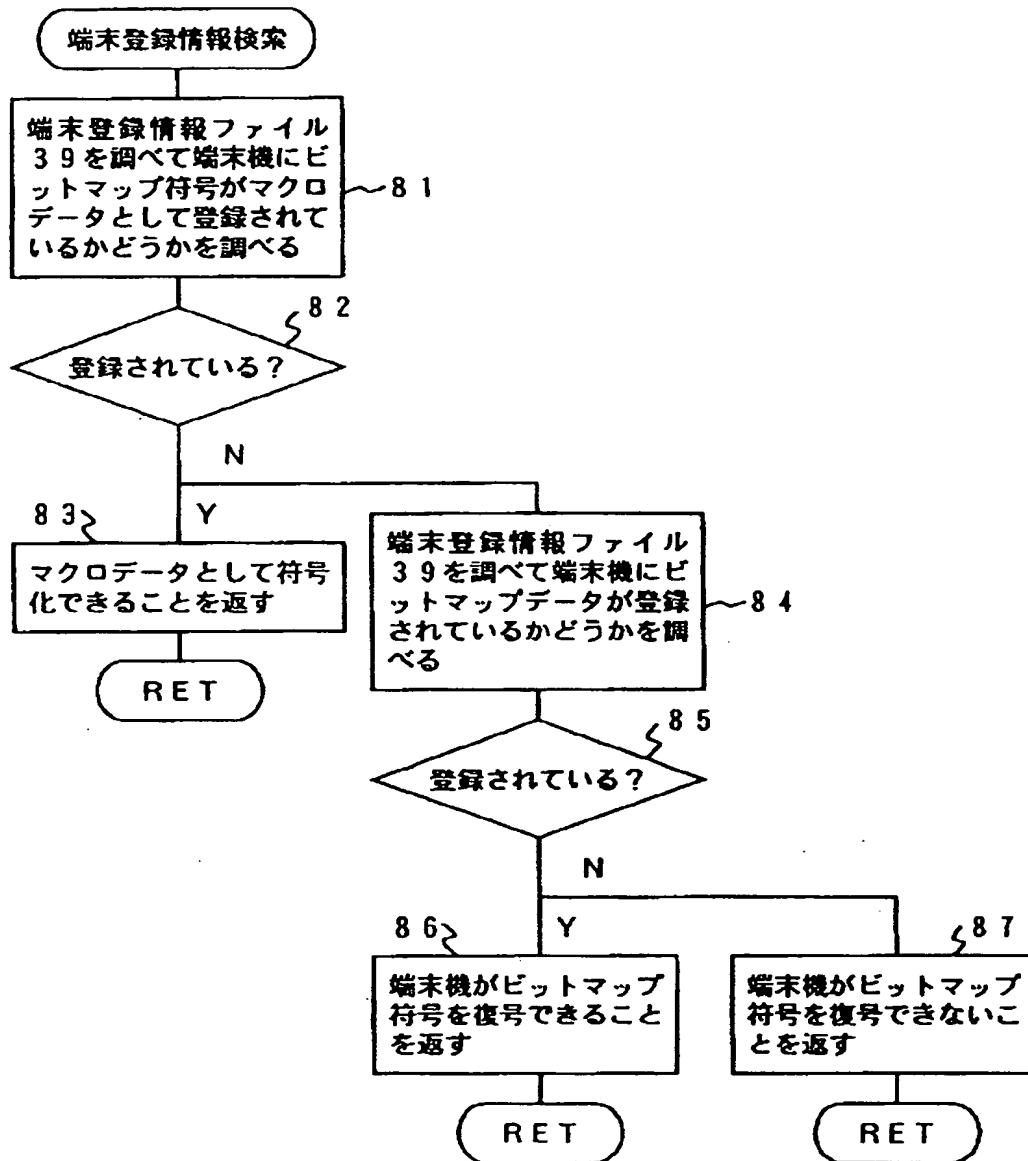 端末登録情報検索
端末登録情報ファイル
39を調べて端末機にビ
ットマップ符号がマクロ
データとして登録されて
いるかどうかを調べる
81
82
登録されている?
N
Y
83
マクロデータとして符号
化できることを返す
RET
端末登録情報ファイル
39を調べて端末機にビ
ットマップデータが登録
されているかどうかを調
べる
84
85
登録されている?
N
Y
86
端末機がビットマップ
符号を復号できること
を返す
RET
87
端末機がビットマップ
符号を復号できないこ
とを返す
RET